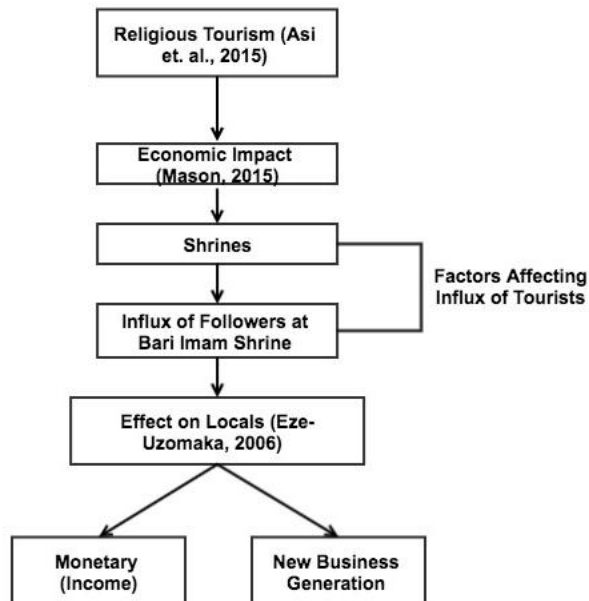 Religious Tourism (Asi
et. al., 2015)
Economic Impact
(Mason, 2015)
Shrines
Factors Affecting
Influx of Tourists
Influx of Followers at
Bari Imam Shrine
Effect on Locals (Eze-
Uzomaka, 2006)
Monetary
(Income)
New Business
Generation